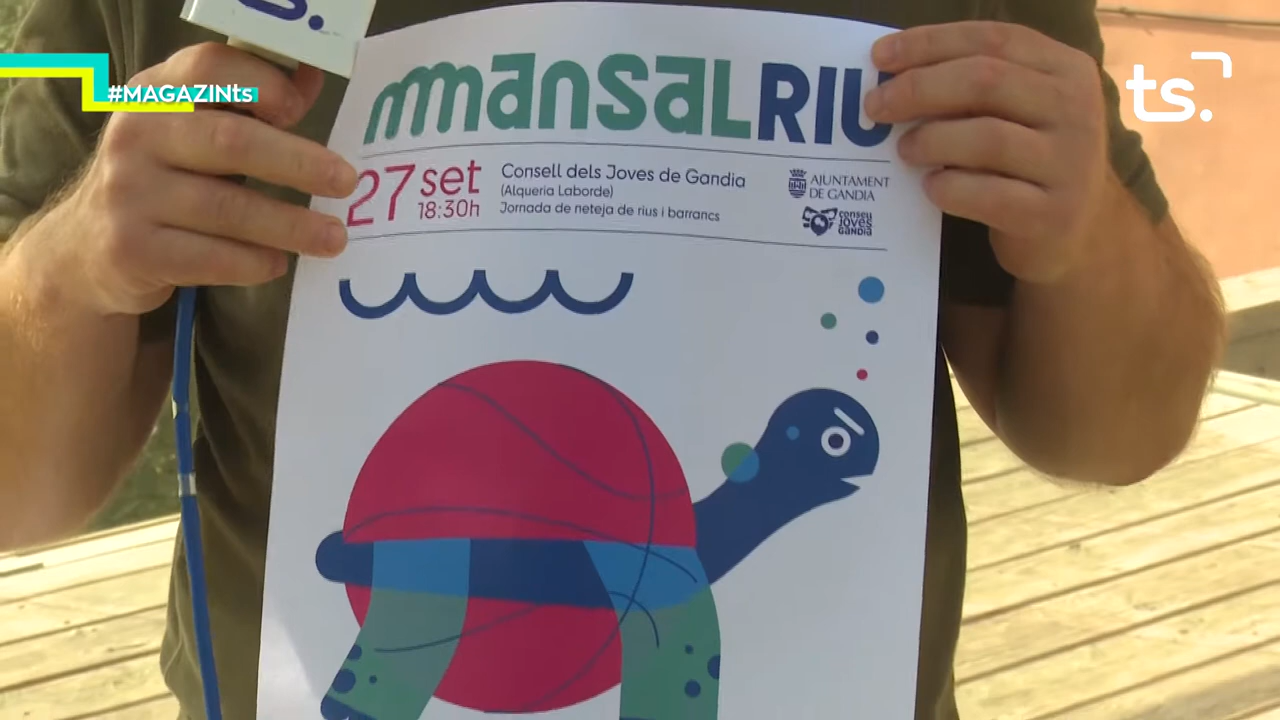 #MAGAZINts
ts.
s.
mmansalRIU
27 set
18:30h
Consell dels Joves de Gandia
(Alqueria Laborde)
Jornada de neteja de rius i barrancs
AJUNTAMENT
DE GANDIA
CONSELL
JOVES
GANDIA